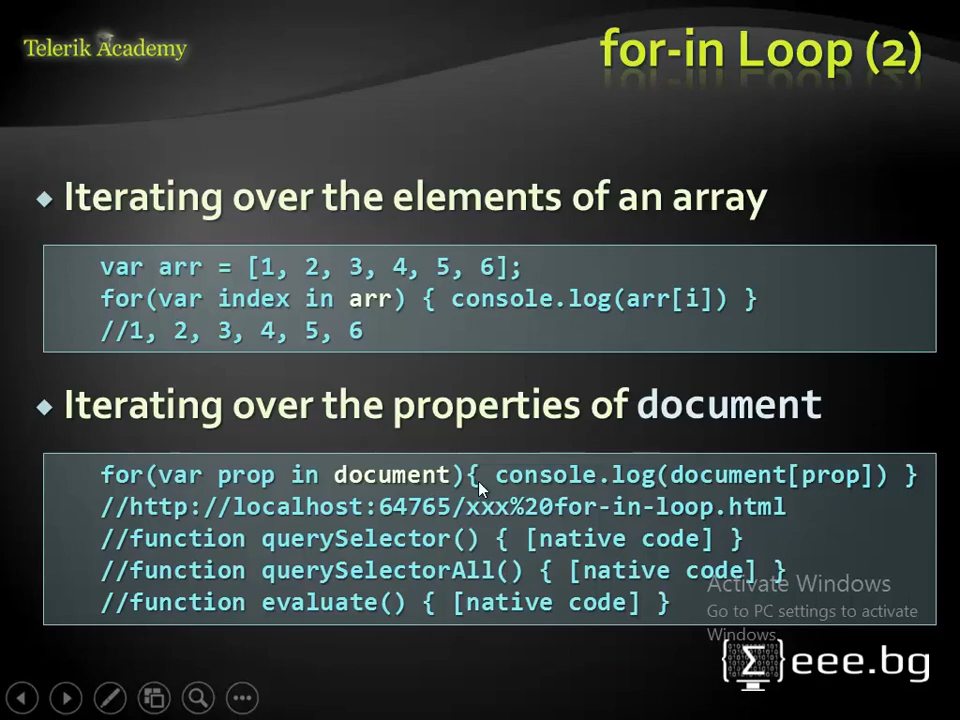 Telerik Academy
for-in Loop (2)
Iterating over the elements of an array
var arr = [1, 2, 3, 4, 5, 6];
for(var index in arr) { console.log(arr[i]) }
//1, 2, 3, 4, 5, 6
Iterating over the properties of document
for(var prop in document){ console.log(document[prop]) }
//http://localhost:64765/xxx%20for-in-loop.html
//function querySelector() { [native code] }
//function querySelectorAll() { [native code] }
//function evaluate() { [native code] }
Activate Windows
Go to PC settings to activate
Windows.
{Σ} eee.bg